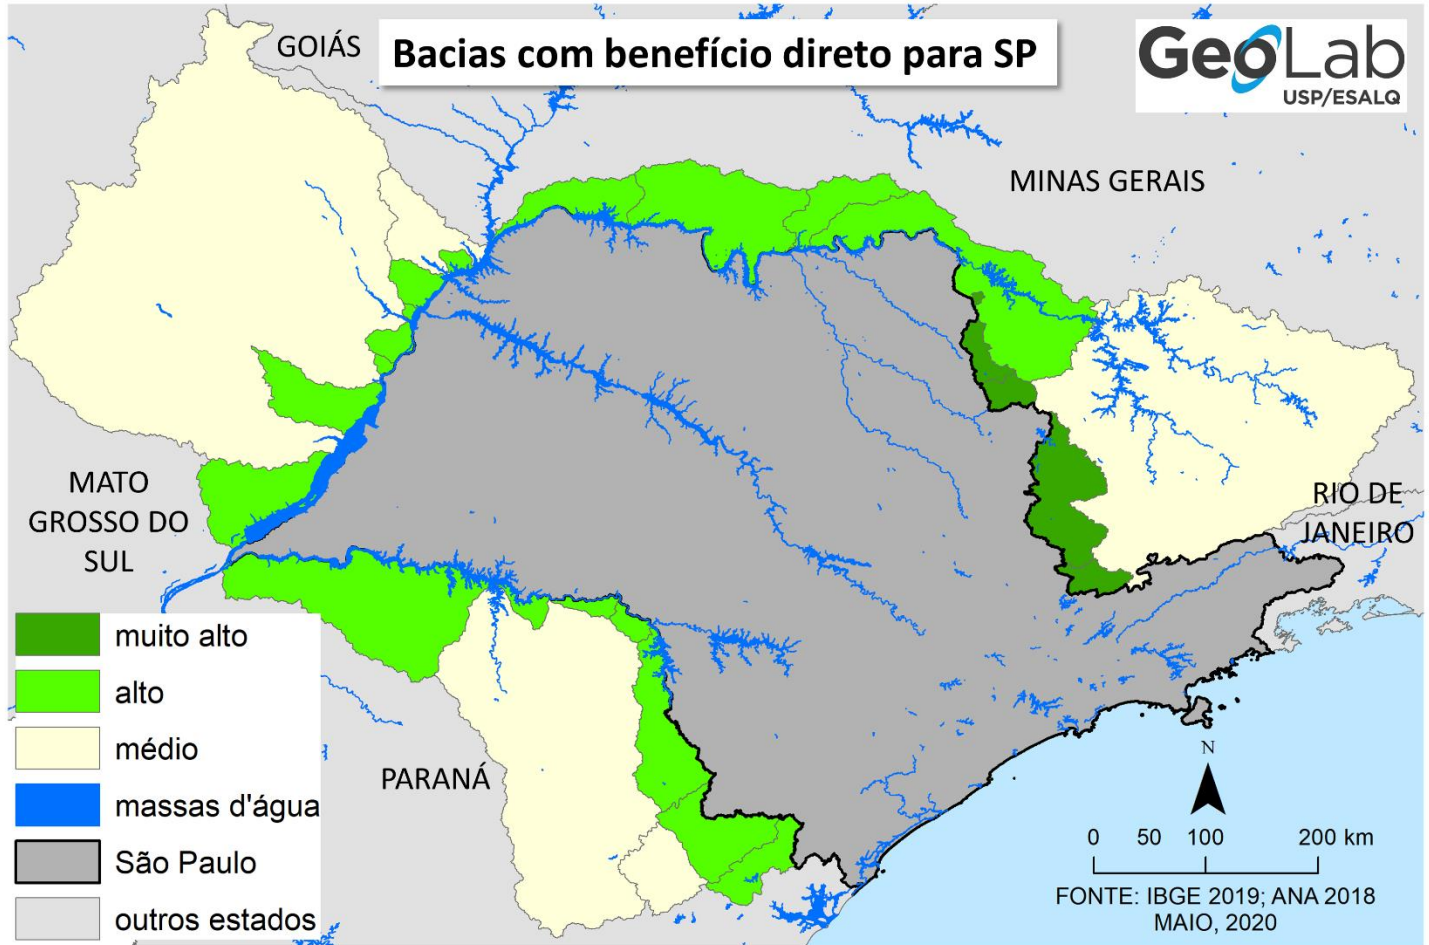 Bacias com benefício direto para SP
GeoLab
USP/ESALQ
GOIÁS
MINAS GERAIS
MATO
GROSSO DO
SUL
RIO DE
JANEIRO
PARANÁ
muito alto
alto
médio
massas d'água
São Paulo
outros estados
N
0 50 100 200 km
FONTE: IBGE 2019; ANA 2018
MAIO, 2020